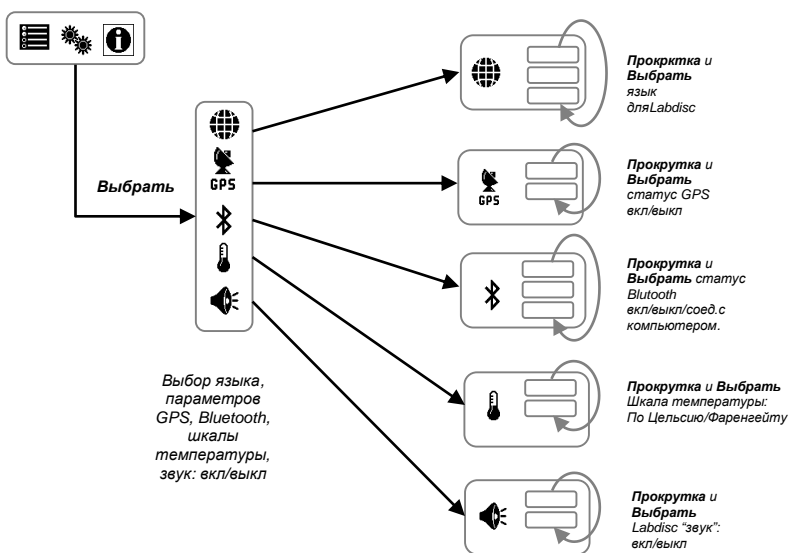 Выбрать
GPS
Выбор языка,
параметров
GPS, Bluetooth,
шкалы
температуры,
звук: вкл/выкл
Прокрктка и
Выбрать
язык
дляLabdisc
GPS
Прокрутка и
Выбрать
статус GPS
вкл/выкл
Прокрутка и
Выбрать статус
Blutooth
вкл/выкл/соед.с
компьютером.
Прокрутка и Выбрать
Шкала температуры:
По Цельсию/Фаренгейту
Прокрутка и
Выбрать
Labdisc “звук”:
вкл/выкл